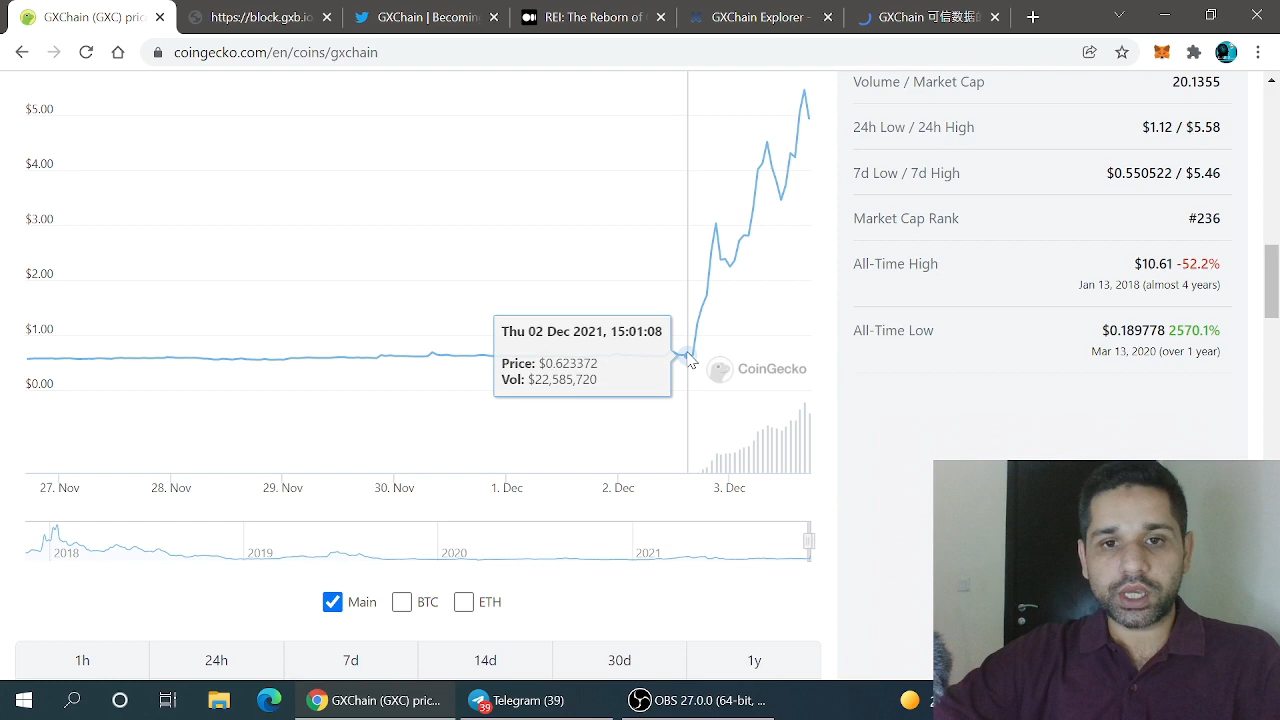 GXChain (GXC) pric
https://block.gxb.io
GXChain | Becomin
REI: The Reborn of
GXChain Explorer -
GXChain 可信基
coingecko.com/en/coins/gxchain
$5.00
$4.00
$3.00
$2.00
$1.00
$0.00
Thu 02 Dec 2021, 15:01:08
Price: $0.623372
Vol: $22,585,720
CoinGecko
27. Nov
28. Nov
29. Nov
30. Nov
1. Dec
2. Dec
3. Dec
2018
2019
2020
2021
Main
BTC
ETH
1h
24h
7d
14d
30d
1y
Volume / Market Cap
20.1355
24h Low / 24h High
$1.12 / $5.58
7d Low / 7d High
$0.550522 / $5.46
Market Cap Rank
#236
All-Time High
$10.61 -52.2%
Jan 13, 2018 (almost 4 years)
All-Time Low
$0.189778 2570.1%
Mar 13, 2020 (over 1 year)
GXChain (GXC) pric...
39
Telegram (39)
OBS 27.0.0 (64-bit, ...
2